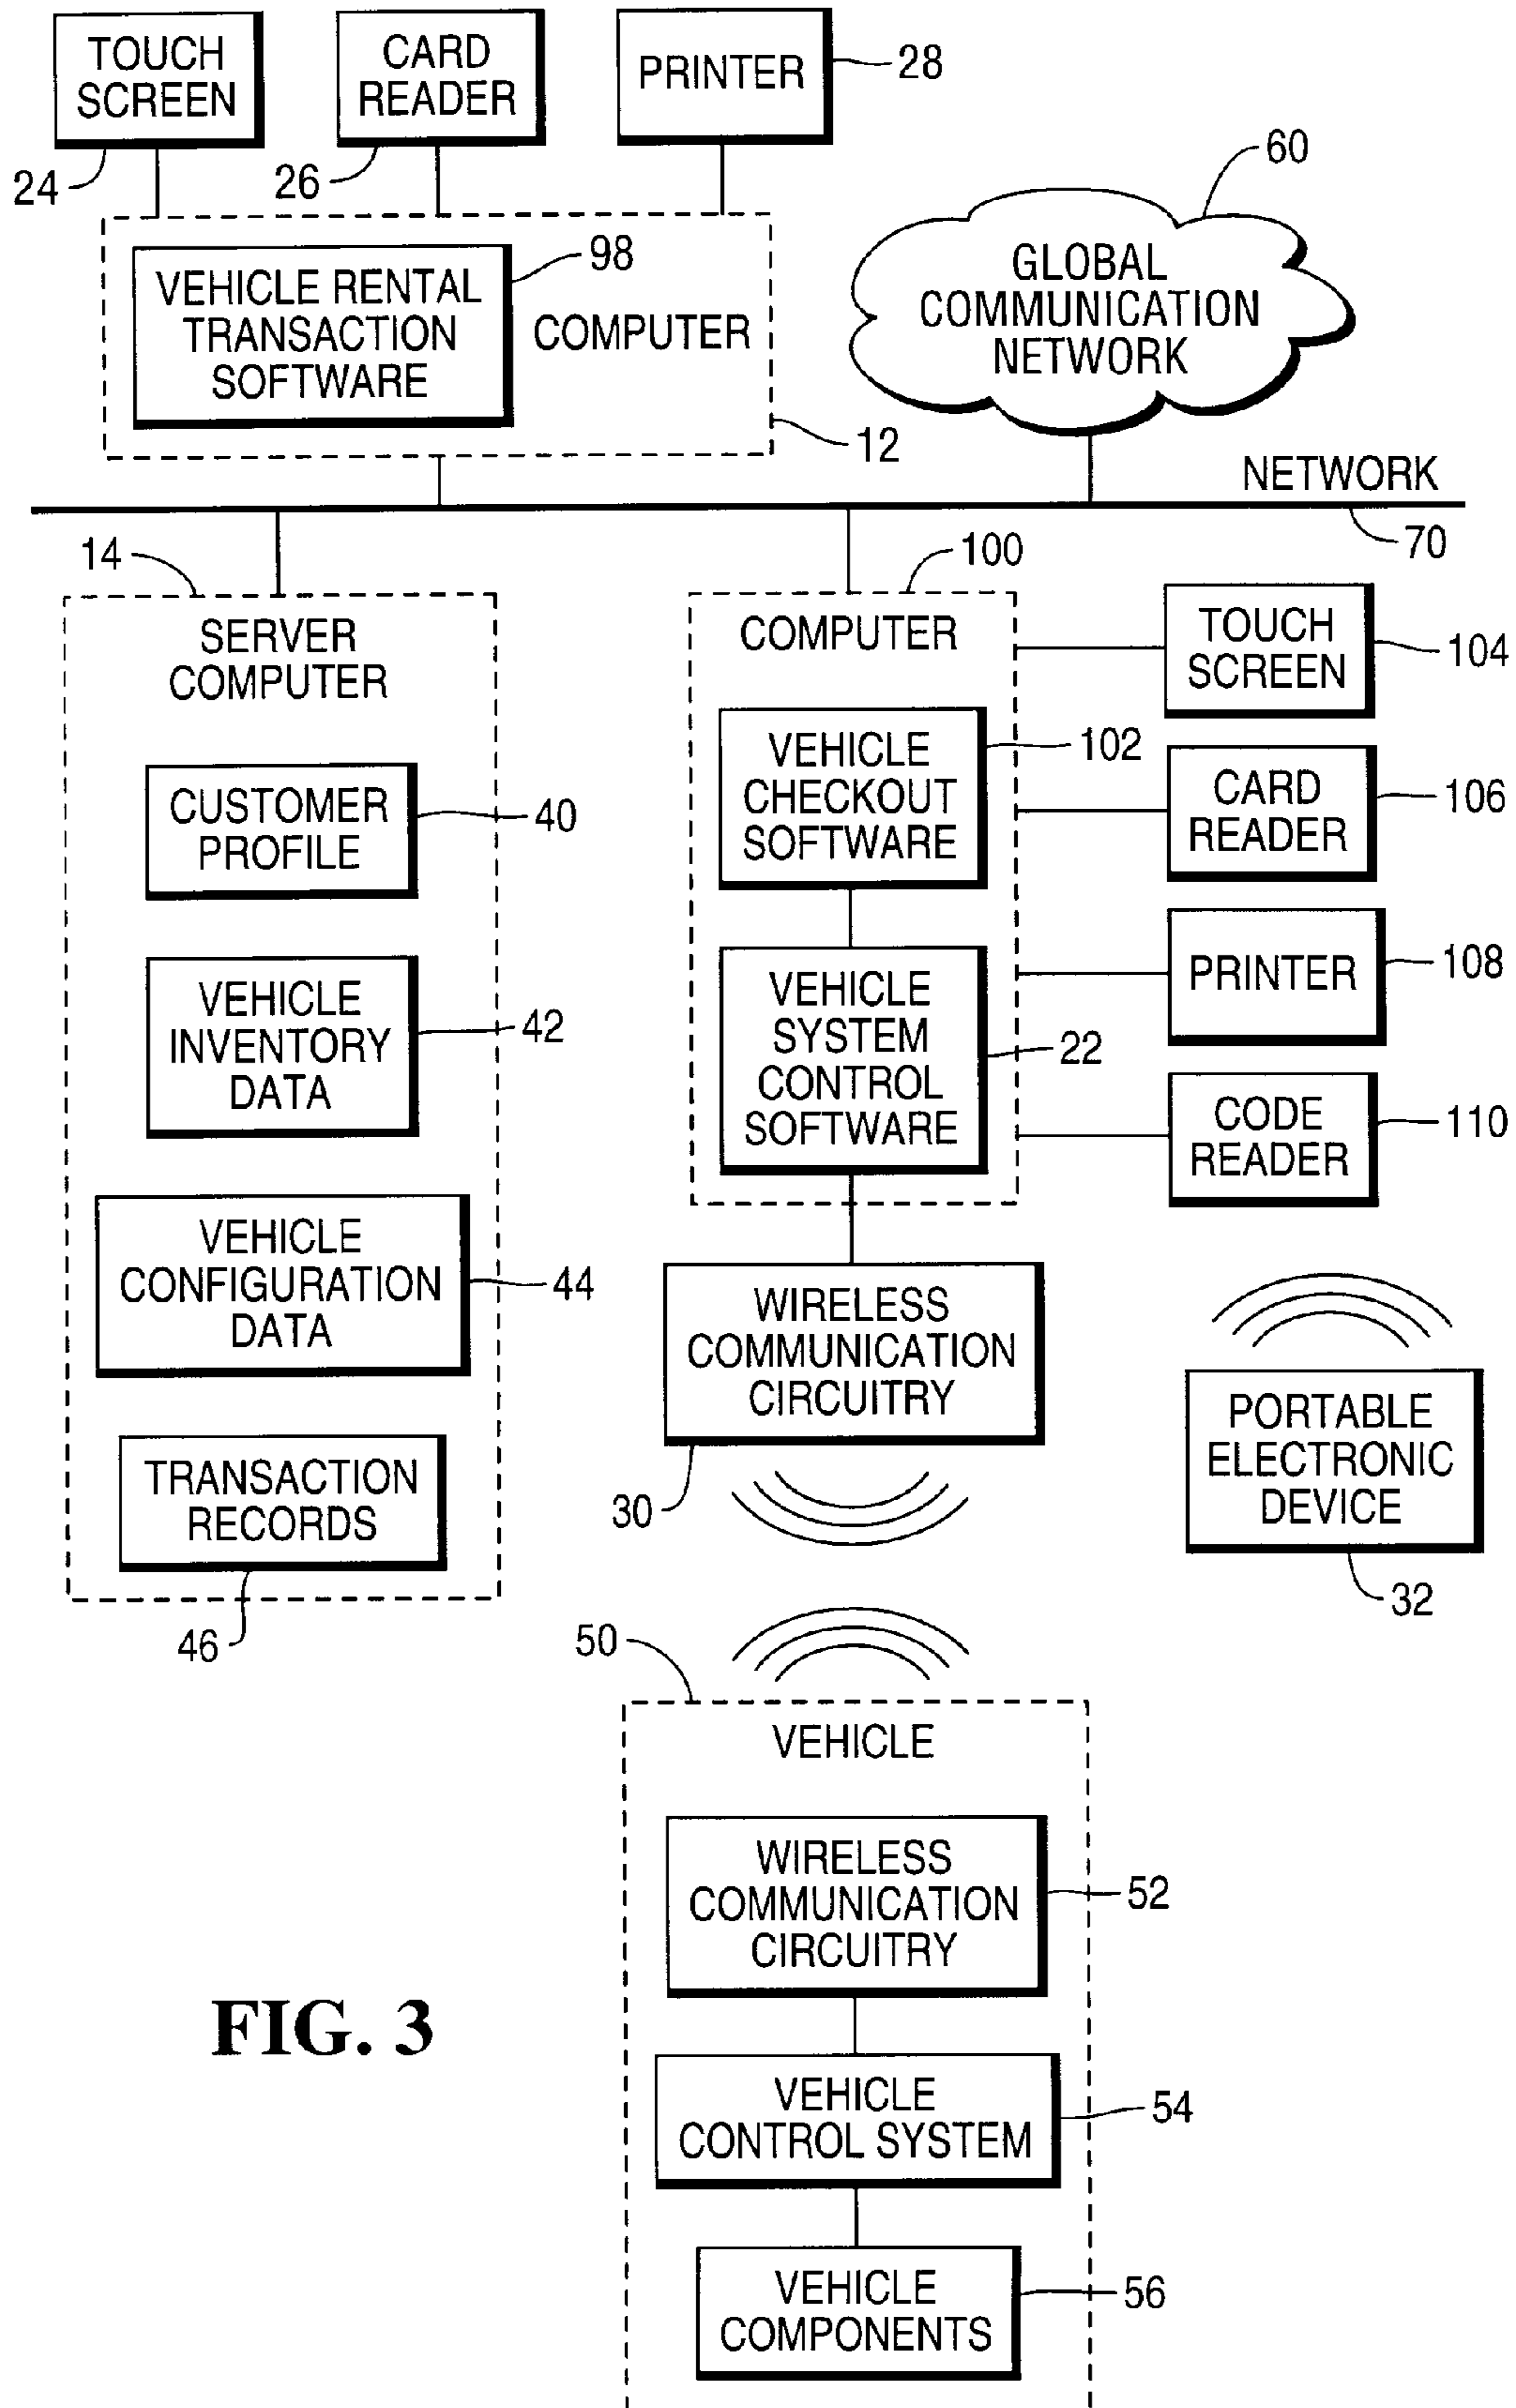 TOUCH
SCREEN
24
CARD
READER
26
PRINTER
28
60
GLOBAL
COMMUNICATION
NETWORK
VEHICLE RENTAL
TRANSACTION
SOFTWARE
98
COMPUTER
12
NETWORK
70
14
SERVER
COMPUTER
CUSTOMER
PROFILE
40
VEHICLE
INVENTORY
DATA
42
VEHICLE
CONFIGURATION
DATA
44
TRANSACTION
RECORDS
46
100
COMPUTER
VEHICLE
CHECKOUT
SOFTWARE
102
VEHICLE
SYSTEM
CONTROL
SOFTWARE
22
TOUCH
SCREEN
104
CARD
READER
106
PRINTER
108
CODE
READER
110
WIRELESS
COMMUNICATION
CIRCUITRY
30
PORTABLE
ELECTRONIC
DEVICE
32
50
VEHICLE
WIRELESS
COMMUNICATION
CIRCUITRY
52
VEHICLE
CONTROL SYSTEM
54
VEHICLE
COMPONENTS
56
FIG. 3